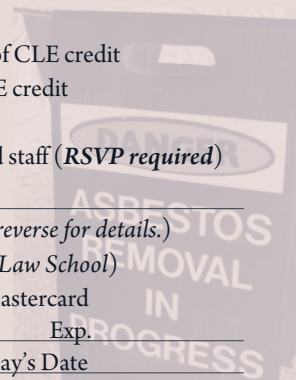 of CLE credit
E credit
d staff (RSVP required)
reverse for details.)
Law School)
astercard
Exp.
ay's Date
DANGER
ASBESTOS
REMOVAL
IN
PROGRESS